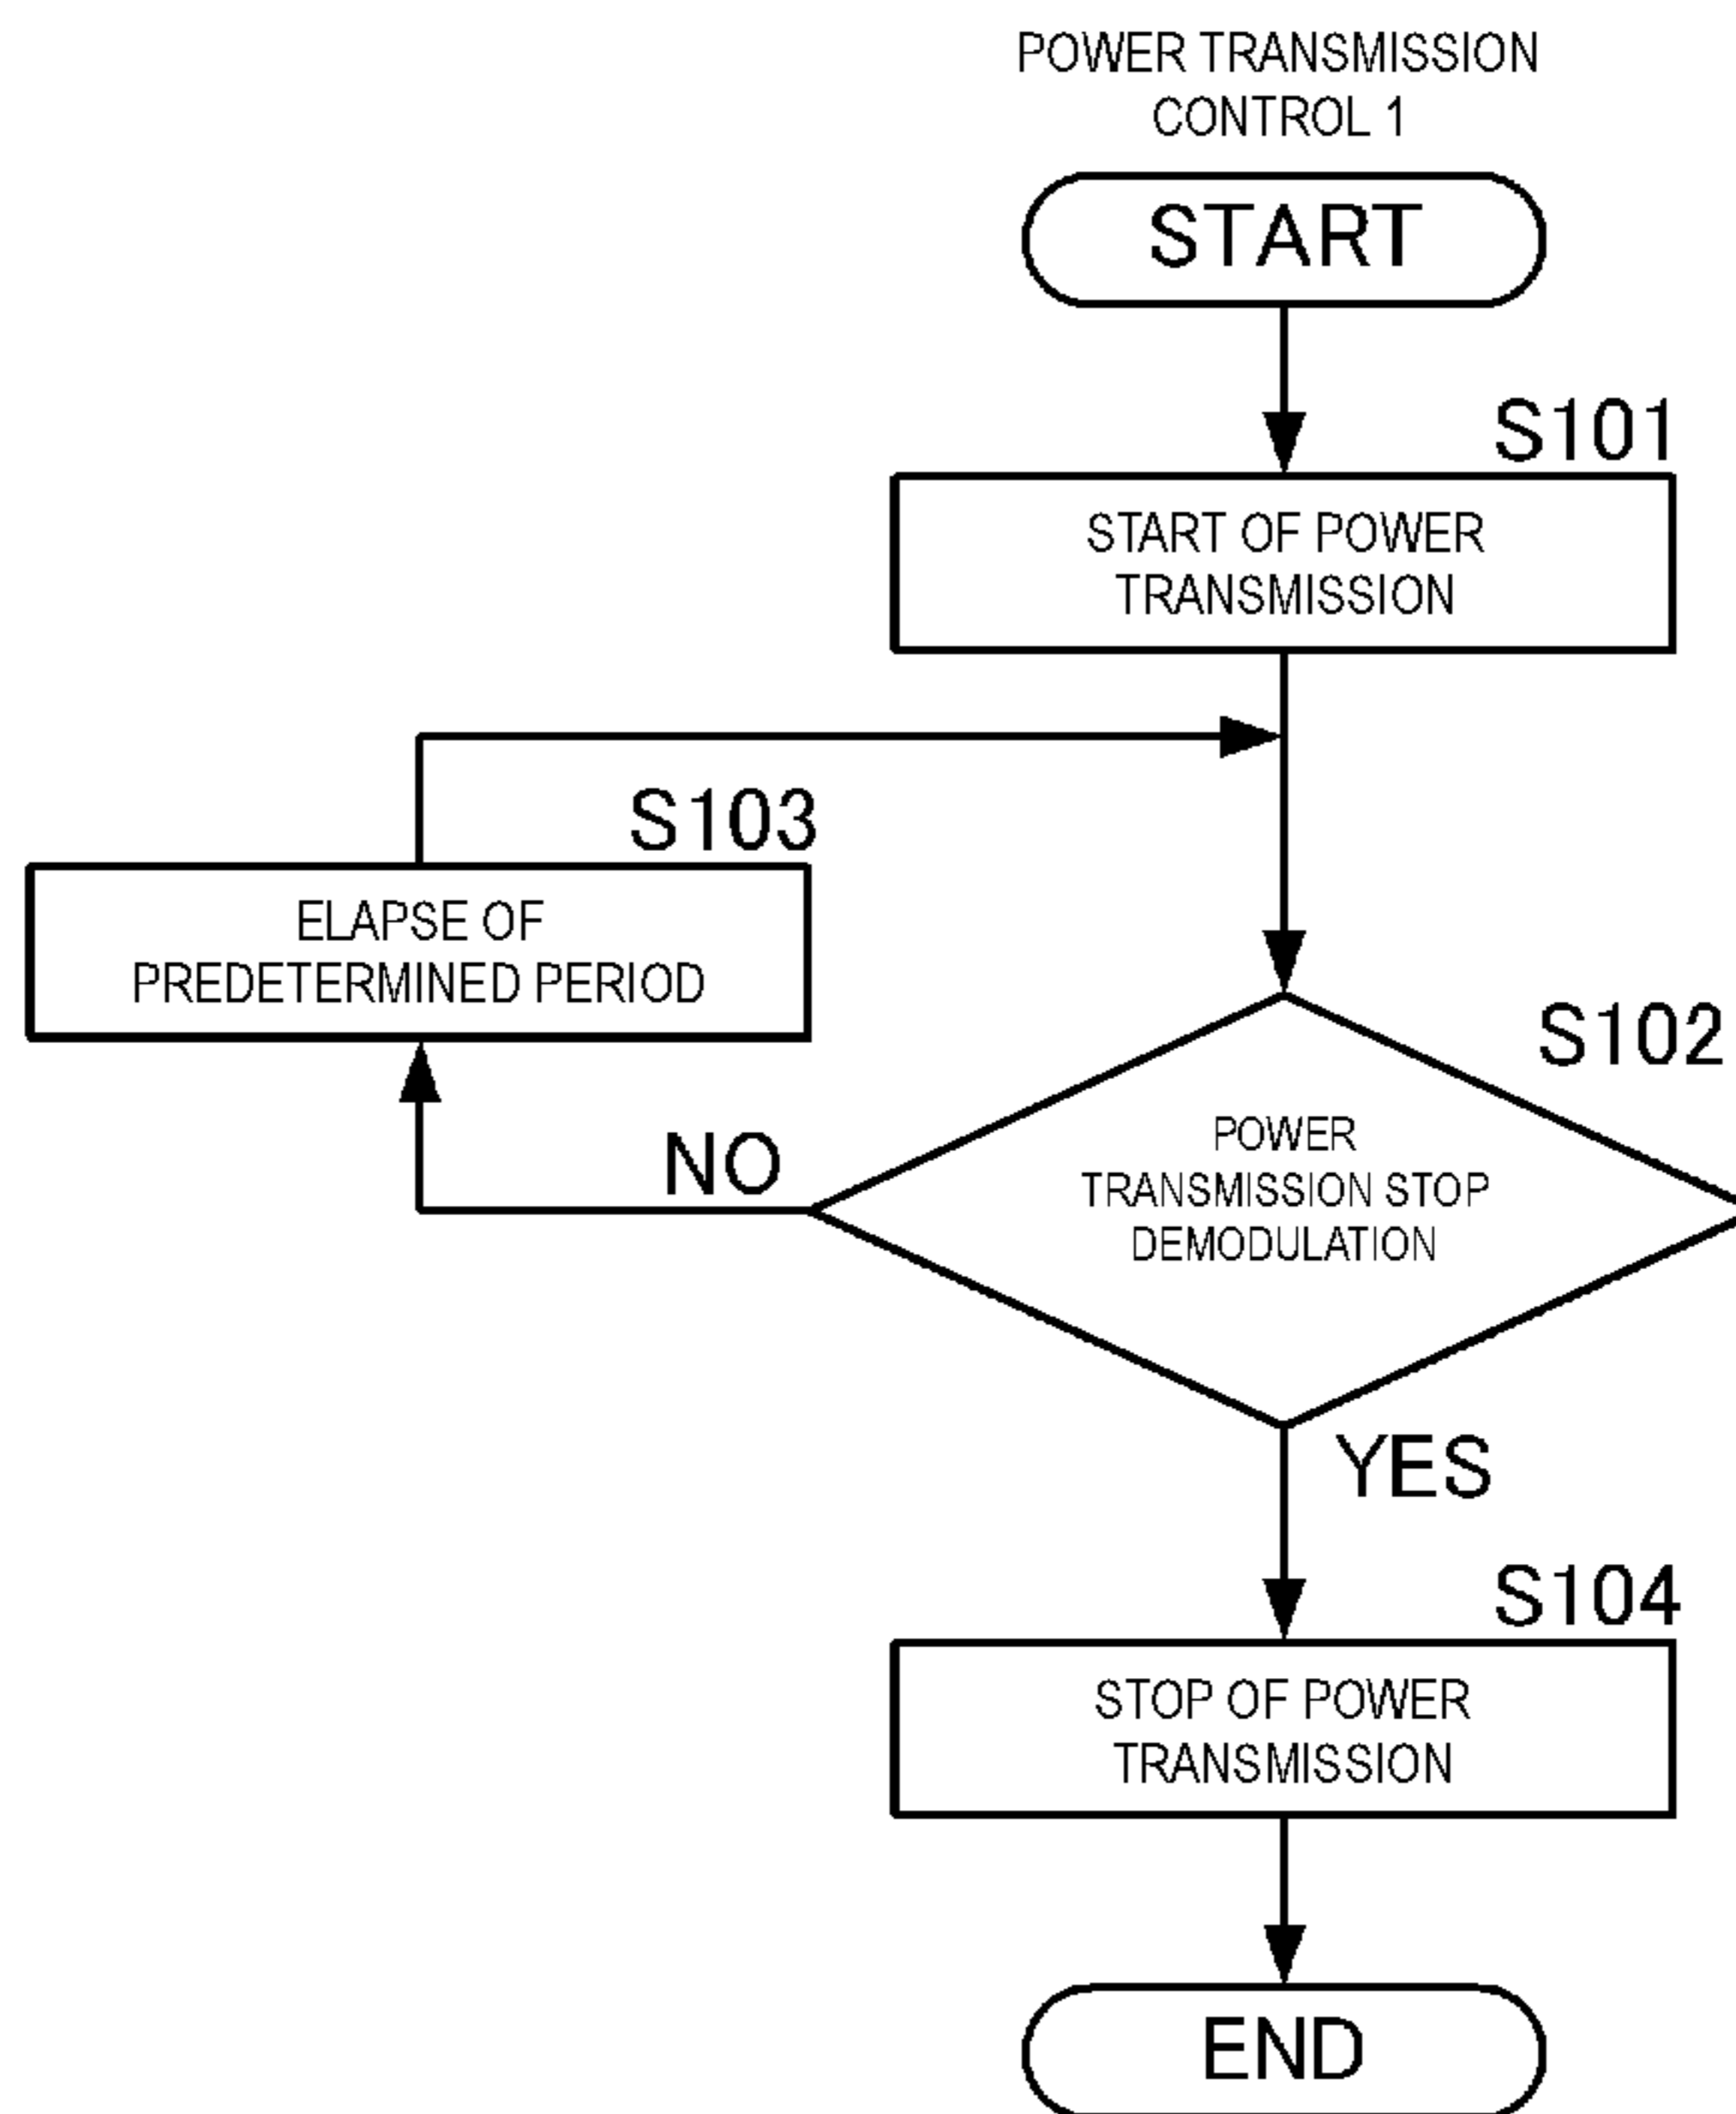 POWER TRANSMISSION
CONTROL 1
START
S101
START OF POWER
TRANSMISSION
S103
ELAPSE OF
PREDETERMINED PERIOD
S102
POWER
TRANSMISSION STOP
DEMODULATION
NO
YES
S104
STOP OF POWER
TRANSMISSION
END